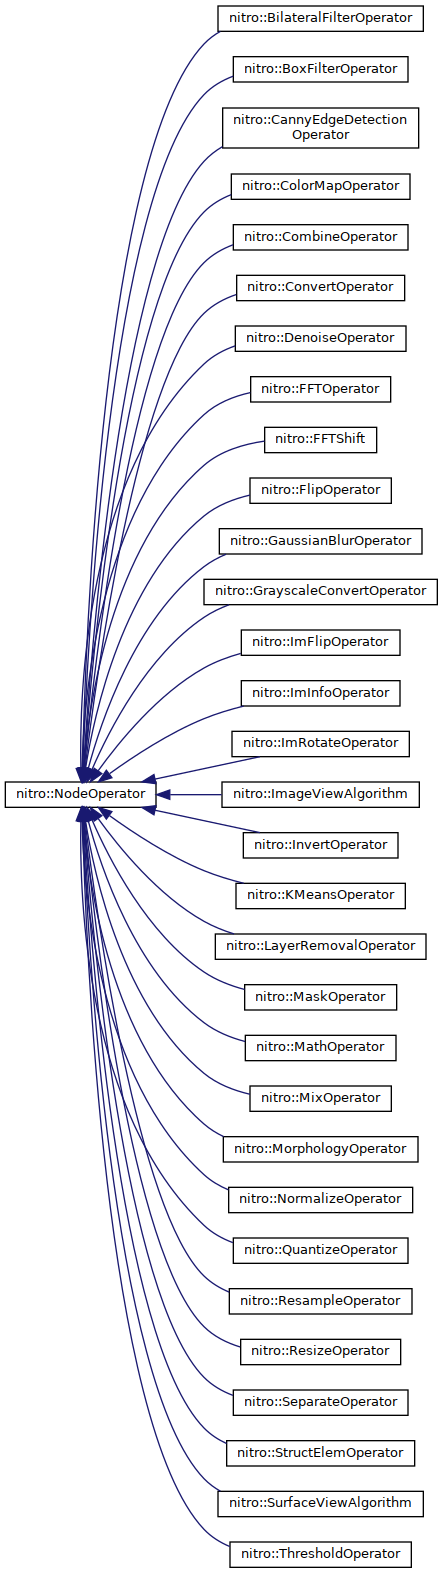 nitro::BilateralFilterOperator
nitro::BoxFilterOperator
nitro::CannyEdgeDetection
Operator
nitro::ColorMapOperator
nitro::CombineOperator
nitro::ConvertOperator
nitro::DenoiseOperator
nitro::FFTOperator
nitro::FFTShift
nitro::FlipOperator
nitro::GaussianBlurOperator
nitro::GrayscaleConvertOperator
nitro::ImFlipOperator
nitro::ImInfoOperator
nitro::ImRotateOperator
nitro::NodeOperator
nitro::ImageViewAlgorithm
nitro::InvertOperator
nitro::KMeansOperator
nitro::LayerRemovalOperator
nitro::MaskOperator
nitro::MathOperator
nitro::MixOperator
nitro::MorphologyOperator
nitro::NormalizeOperator
nitro::QuantizeOperator
nitro::ResampleOperator
nitro::ResizeOperator
nitro::SeparateOperator
nitro::StructElemOperator
nitro::SurfaceViewAlgorithm
nitro::ThresholdOperator